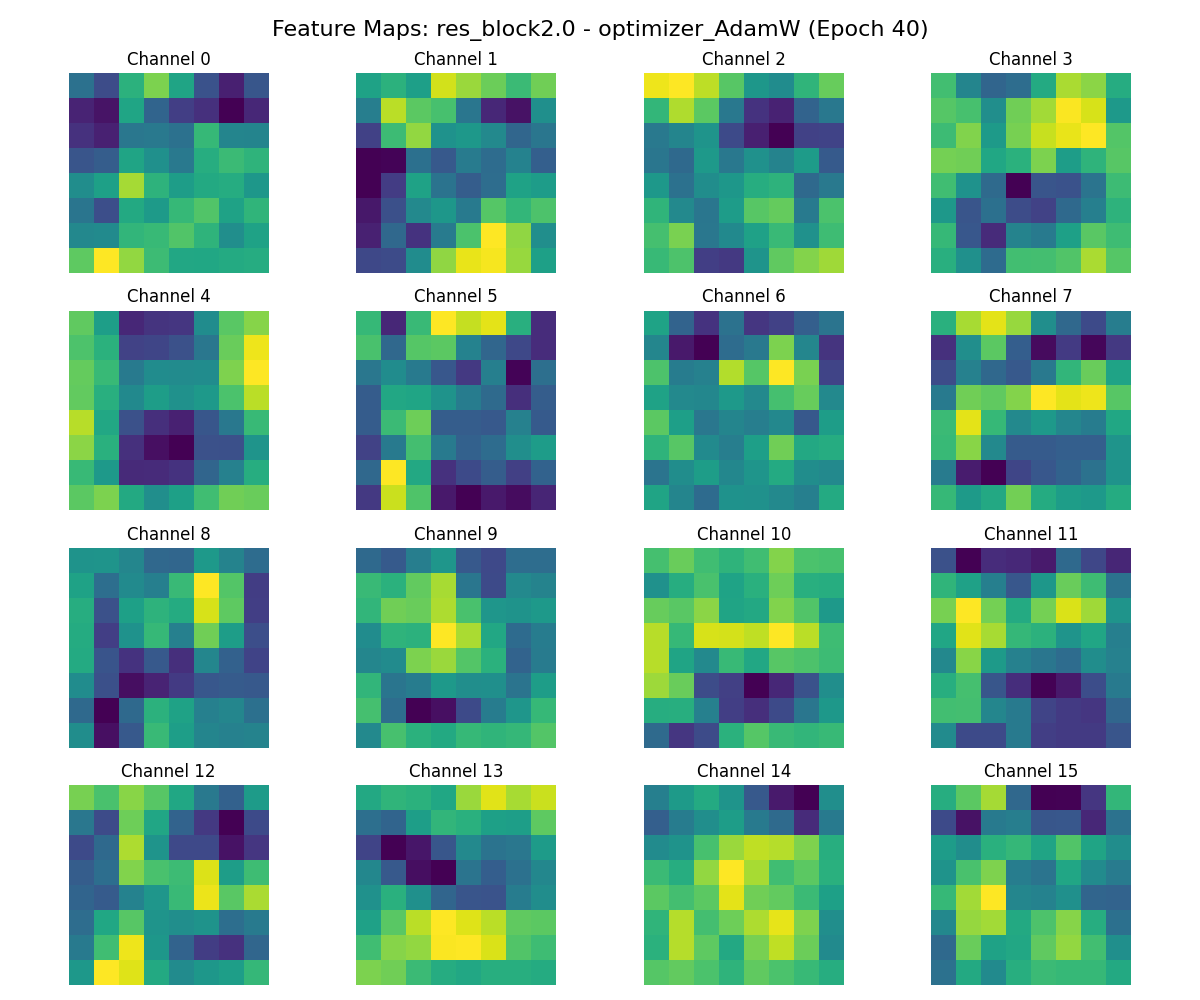 Feature Maps: res_block2.0 - optimizer_AdamW (Epoch 40)
Channel 0
Channel 1
Channel 2
Channel 3
Channel 4
Channel 5
Channel 6
Channel 7
Channel 8
Channel 9
Channel 10
Channel 11
Channel 12
Channel 13
Channel 14
Channel 15